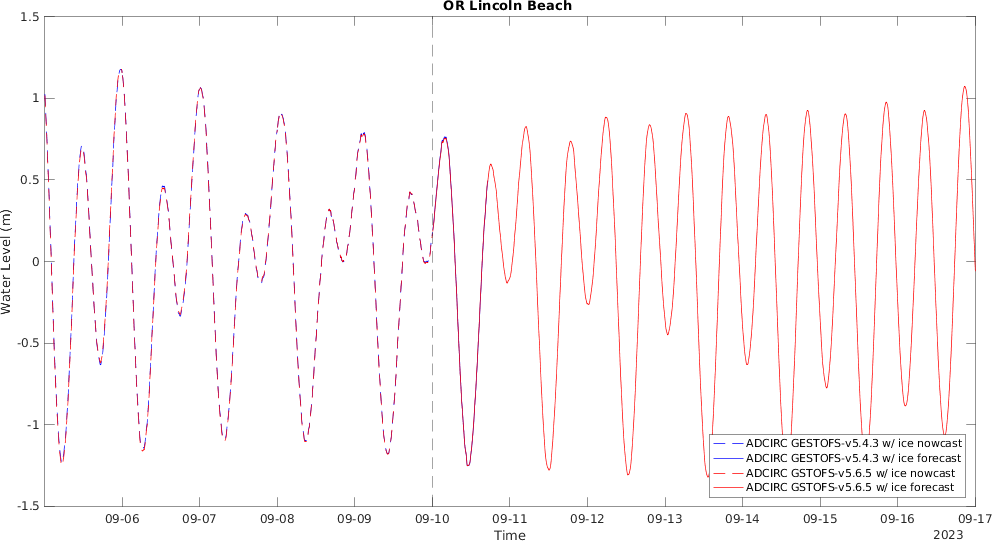 OR Lincoln Beach
1.5
1
0.5
0
-0.5
-1
-1.5
Water Level (m)
ADCIRC GESTOFS-v5.4.3 w/ ice nowcast
ADCIRC GESTOFS-v5.4.3 w/ ice forecast
ADCIRC GSTOFS-v5.6.5 w/ ice nowcast
ADCIRC GSTOFS-v5.6.5 w/ ice forecast
09-06 09-07 09-08 09-09 09-10 09-11 09-12 09-13 09-14 09-15 09-16 09-17
Time
2023